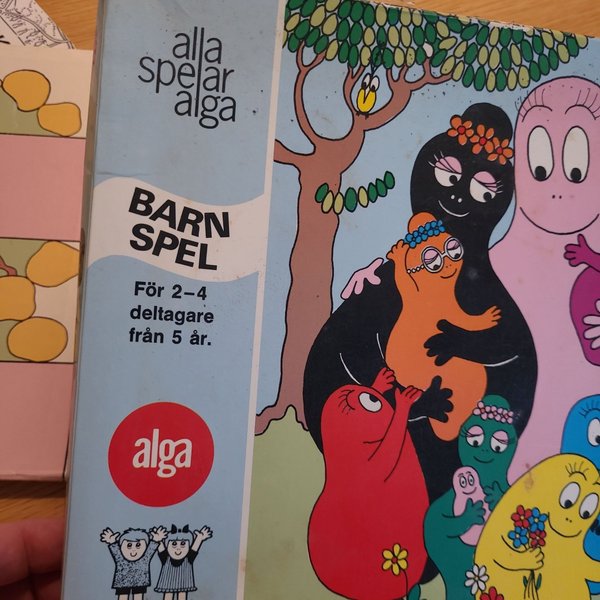 alla
spelar
alga
BARN
SPEL
För 2–4
deltagare
från 5 år.
alga